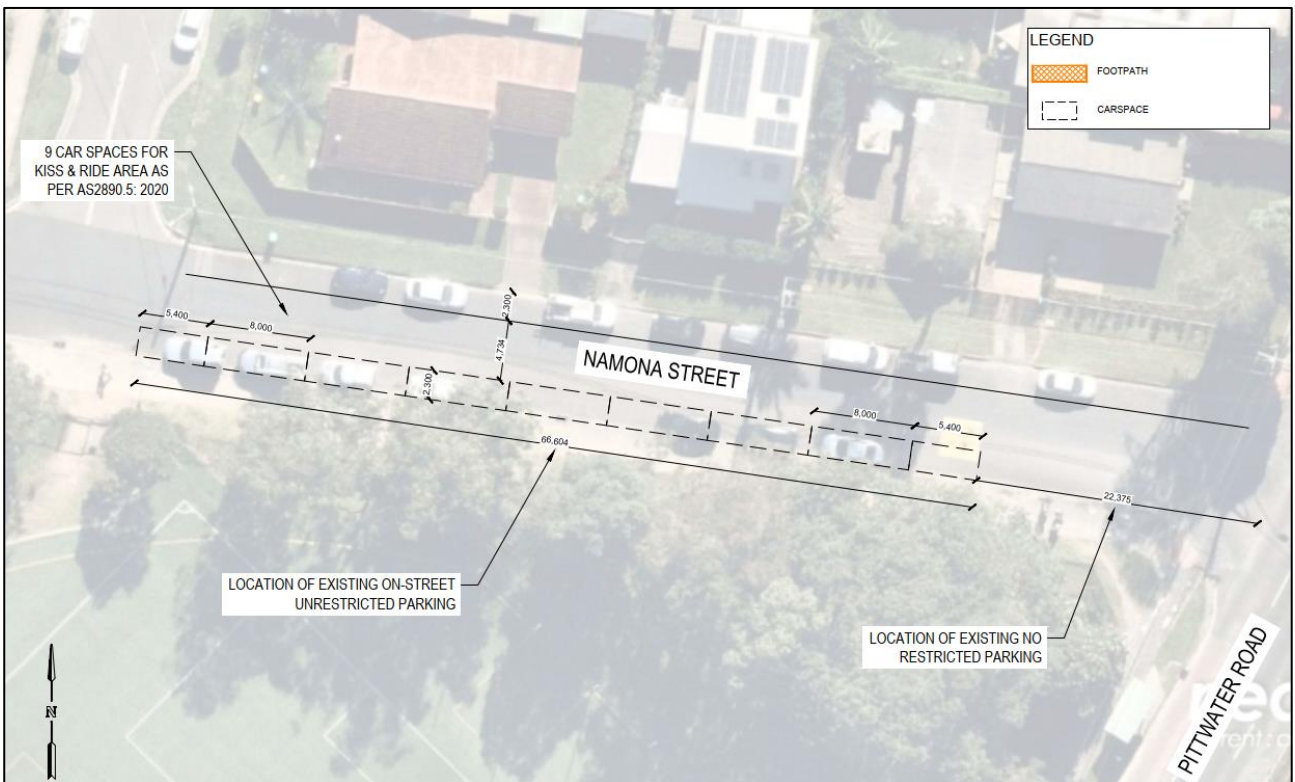 LEGEND
FOOTPATH
CARSPACE
9 CAR SPACES FOR
KISS & RIDE AREA AS
PER AS2890.5: 2020
5,400
8,000
2,300
4,734
2,300
NAMONA STREET
8,000
5,400
66,604
22,375
LOCATION OF EXISTING ON-STREET
UNRESTRICTED PARKING
LOCATION OF EXISTING NO
RESTRICTED PARKING
N
PITTWATER ROAD